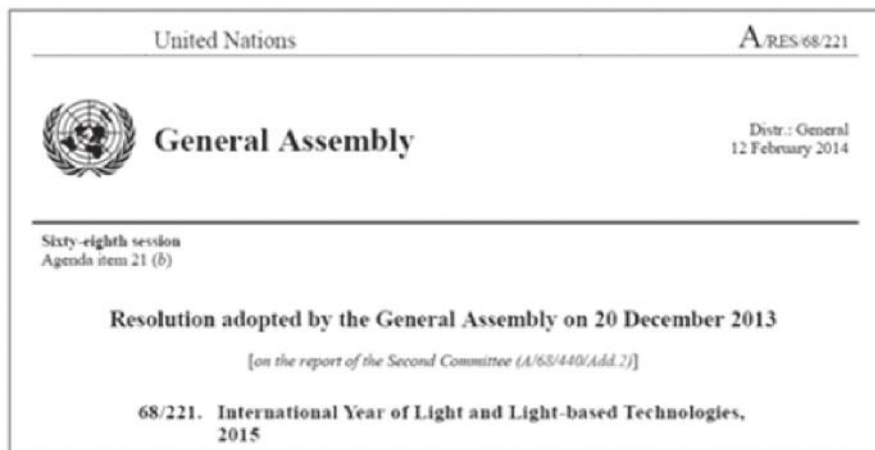 United Nations A/RES/68/221
General Assembly
Distr.: General
12 February 2014
Sixty-eighth session
Agenda item 21 (b)
Resolution adopted by the General Assembly on 20 December 2013
[on the report of the Second Committee (A/68/440/Add.2)]
68/221. International Year of Light and Light-based Technologies,
2015